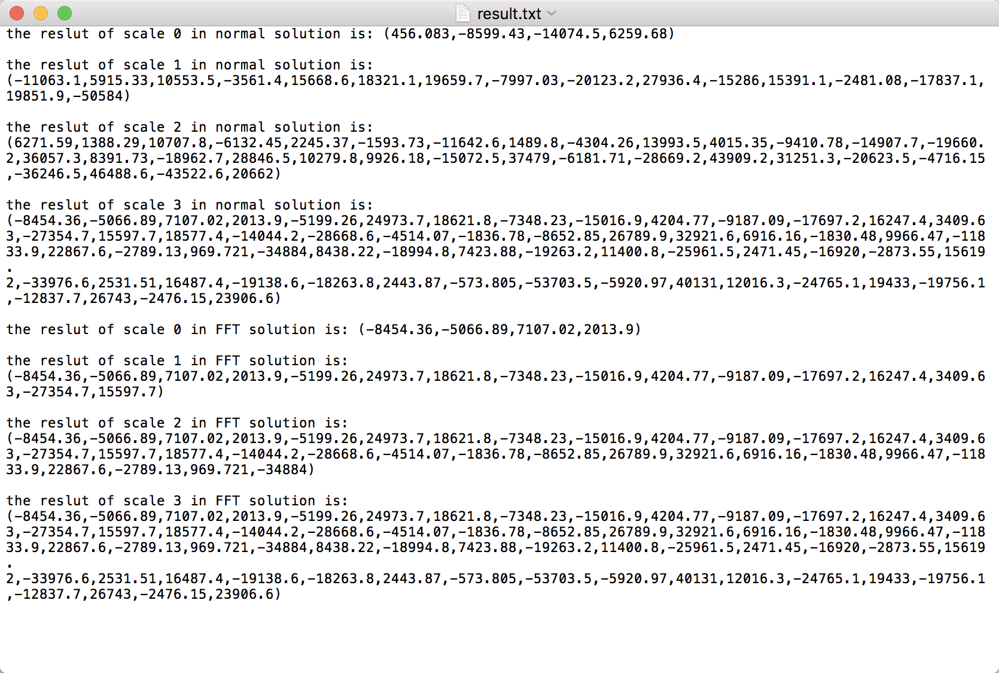 result.txt
the reslut of scale 0 in normal solution is: (456.083,-8599.43,-14074.5,6259.68)
the reslut of scale 1 in normal solution is:
(-11063.1,5915.33,10553.5,-3561.4,15668.6,18321.1,19659.7,-7997.03,-20123.2,27936.4,-15286,15391.1,-2481.08,-17837.1,
19851.9,-50584)
the reslut of scale 2 in normal solution is:
(6271.59,1388.29,10707.8,-6132.45,2245.37,-1593.73,-11642.6,1489.8,-4304.26,13993.5,4015.35,-9410.78,-14907.7,-19660.
2,36057.3,8391.73,-18962.7,28846.5,10279.8,9926.18,-15072.5,37479,-6181.71,-28669.2,43909.2,31251.3,-20623.5,-4716.15
,-36246.5,46488.6,-43522.6,20662)
the reslut of scale 3 in normal solution is:
(-8454.36,-5066.89,7107.02,2013.9,-5199.26,24973.7,18621.8,-7348.23,-15016.9,4204.77,-9187.09,-17697.2,16247.4,3409.6
3,-27354.7,15597.7,18577.4,-14044.2,-28668.6,-4514.07,-1836.78,-8652.85,26789.9,32921.6,6916.16,-1830.48,9966.47,-118
33.9,22867.6,-2789.13,969.721,-34884,8438.22,-18994.8,7423.88,-19263.2,11400.8,-25961.5,2471.45,-16920,-2873.55,15619
.
2,-33976.6,2531.51,16487.4,-19138.6,-18263.8,2443.87,-573.805,-53703.5,-5920.97,40131,12016.3,-24765.1,19433,-19756.1
,-12837.7,26743,-2476.15,23906.6)
the reslut of scale 0 in FFT solution is: (-8454.36,-5066.89,7107.02,2013.9)
the reslut of scale 1 in FFT solution is:
(-8454.36,-5066.89,7107.02,2013.9,-5199.26,24973.7,18621.8,-7348.23,-15016.9,4204.77,-9187.09,-17697.2,16247.4,3409.6
3,-27354.7,15597.7)
the reslut of scale 2 in FFT solution is:
(-8454.36,-5066.89,7107.02,2013.9,-5199.26,24973.7,18621.8,-7348.23,-15016.9,4204.77,-9187.09,-17697.2,16247.4,3409.6
3,-27354.7,15597.7,18577.4,-14044.2,-28668.6,-4514.07,-1836.78,-8652.85,26789.9,32921.6,6916.16,-1830.48,9966.47,-118
33.9,22867.6,-2789.13,969.721,-34884)
the reslut of scale 3 in FFT solution is:
(-8454.36,-5066.89,7107.02,2013.9,-5199.26,24973.7,18621.8,-7348.23,-15016.9,4204.77,-9187.09,-17697.2,16247.4,3409.6
3,-27354.7,15597.7,18577.4,-14044.2,-28668.6,-4514.07,-1836.78,-8652.85,26789.9,32921.6,6916.16,-1830.48,9966.47,-118
33.9,22867.6,-2789.13,969.721,-34884,8438.22,-18994.8,7423.88,-19263.2,11400.8,-25961.5,2471.45,-16920,-2873.55,15619
.
2,-33976.6,2531.51,16487.4,-19138.6,-18263.8,2443.87,-573.805,-53703.5,-5920.97,40131,12016.3,-24765.1,19433,-19756.1
,-12837.7,26743,-2476.15,23906.6)